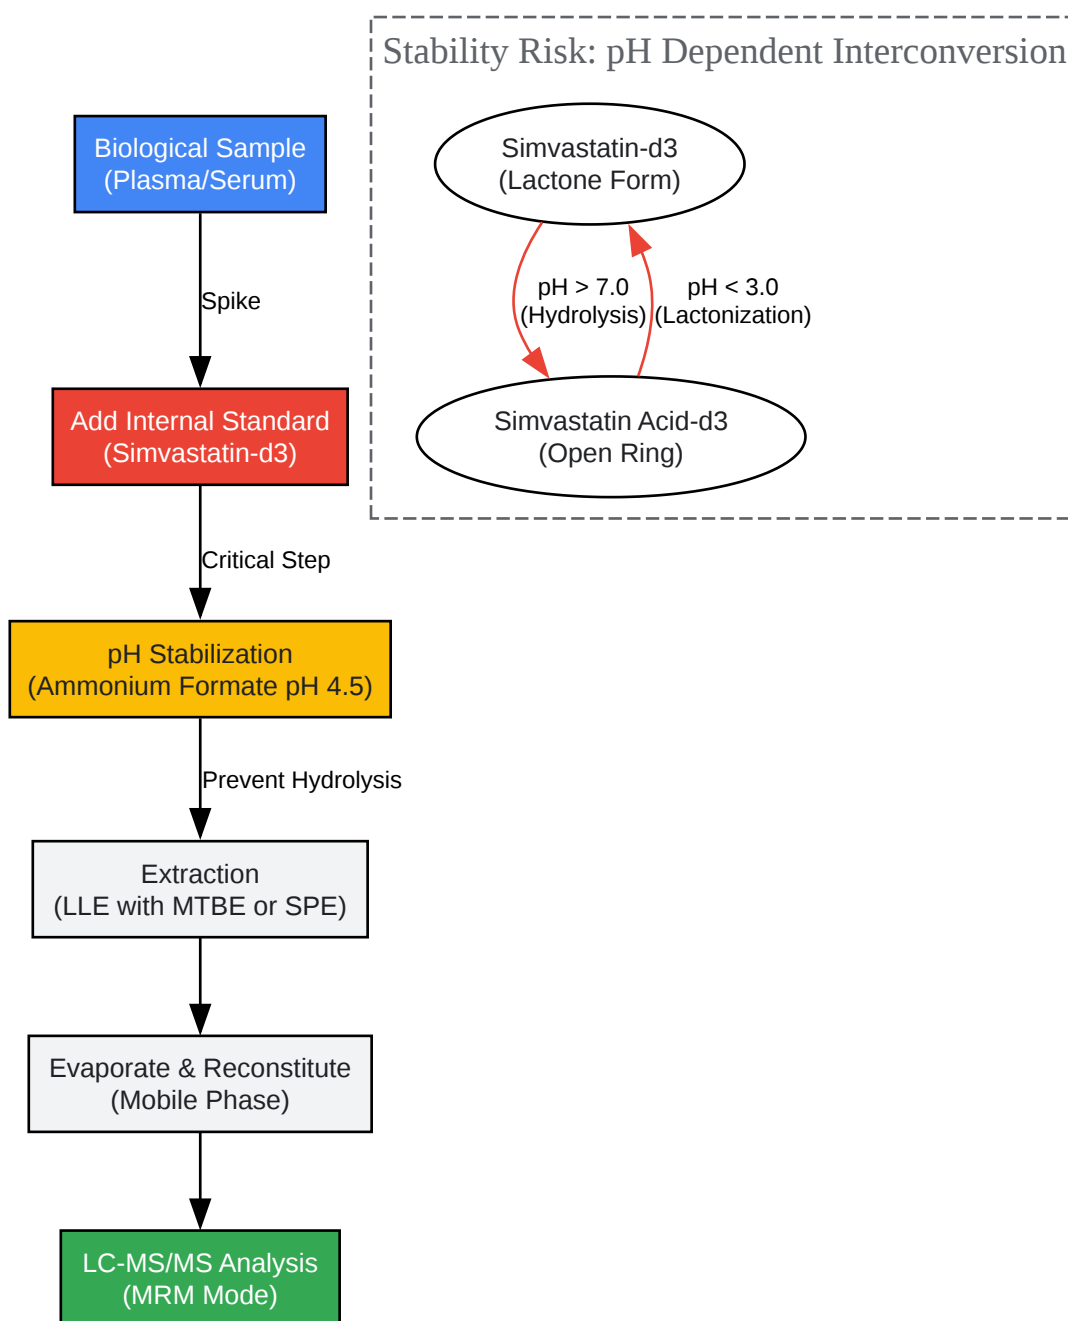 Stability Risk: pH Dependent Interconversion
Biological Sample
(Plasma/Serum)
Spike
Add Internal Standard
(Simvastatin-d3)
Critical Step
pH Stabilization
(Ammonium Formate pH 4.5)
Prevent Hydrolysis
Extraction
(LLE with MTBE or SPE)
Evaporate & Reconstitute
(Mobile Phase)
LC-MS/MS Analysis
(MRM Mode)
Simvastatin-d3
(Lactone Form)
pH > 7.0
(Hydrolysis)
pH < 3.0
(Lactonization)
Simvastatin Acid-d3
(Open Ring)